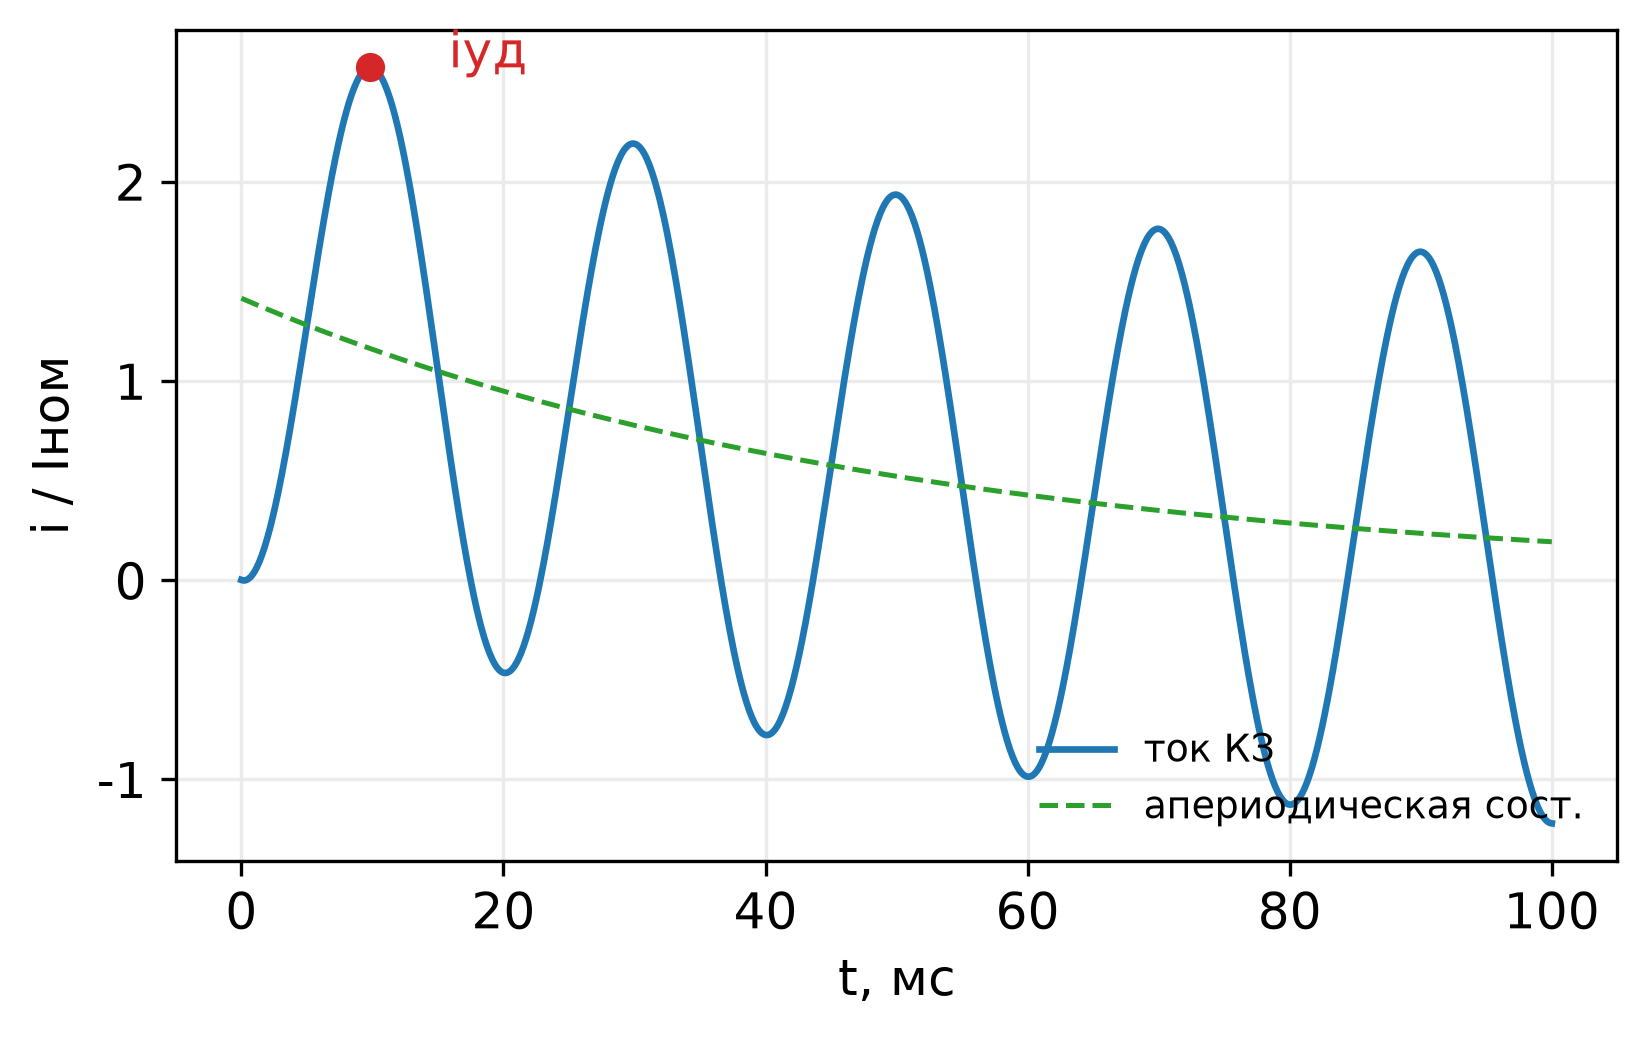 iуд
2
1
0
-1
i / Iном
ток КЗ
апериодическая сост.
0 20 40 60 80 100
t, мс